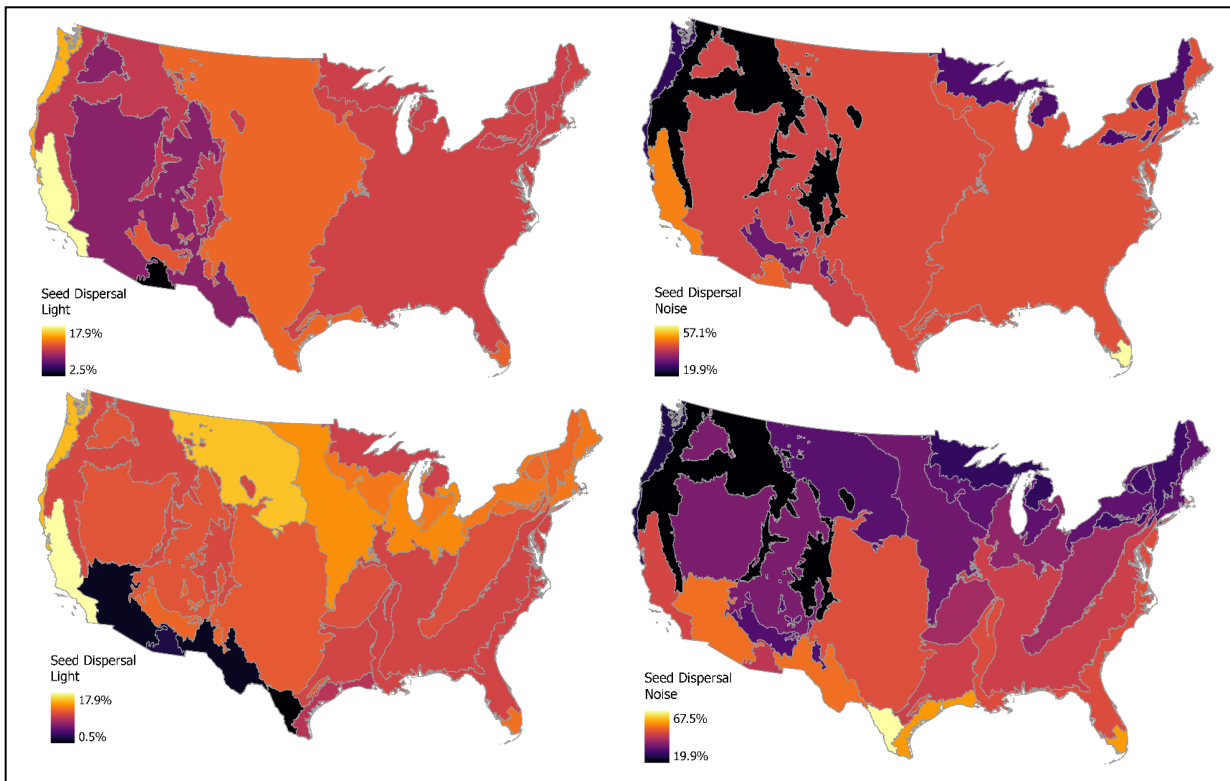 Seed Dispersal
Light
17.9%
2.5%
Seed Dispersal
Noise
57.1%
19.9%
Seed Dispersal
Light
17.9%
0.5%
Seed Dispersal
Noise
67.5%
19.9%